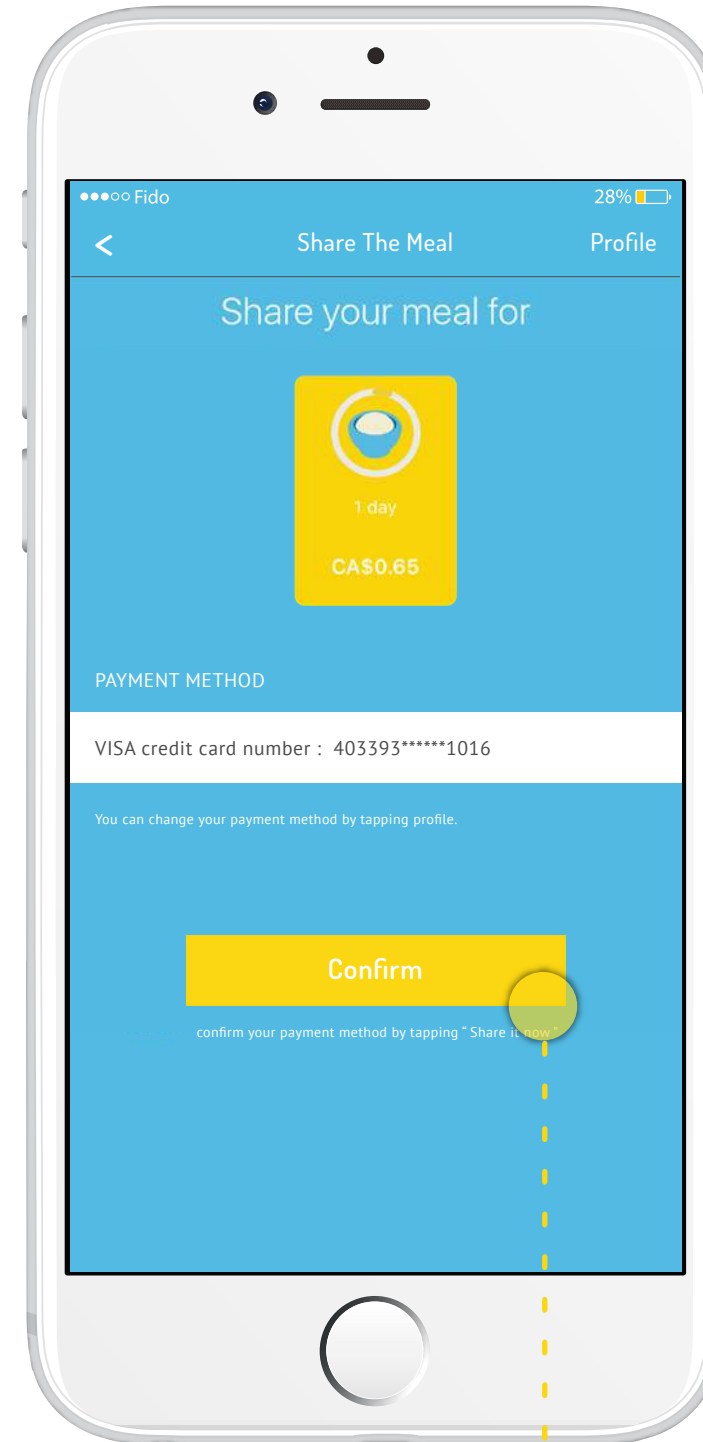 Fido 28%
< Share The Meal Profile
Share your meal for
1 day
CA$0.65
PAYMENT METHOD
VISA credit card number : 403393******1016
You can change your payment method by tapping profile.
Confirm
confirm your payment method by tapping “ Share it now ”